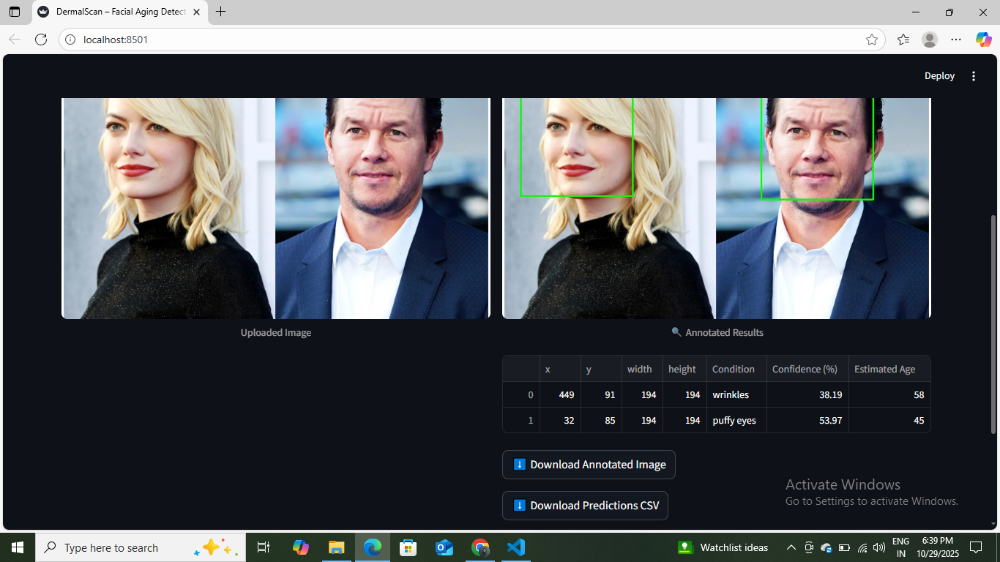 DermalScan – Facial Aging Detect
localhost:8501
Deploy
Uploaded Image
🔍 Annotated Results
x y width height Condition Confidence (%) Estimated Age
0 449 91 194 194 wrinkles 38.19 58
1 32 85 194 194 puffy eyes 53.97 45
Download Annotated Image
Download Predictions CSV
Activate Windows
Go to Settings to activate Windows.
Type here to search
Watchlist ideas
ENG
IN
6:39 PM
10/29/2025